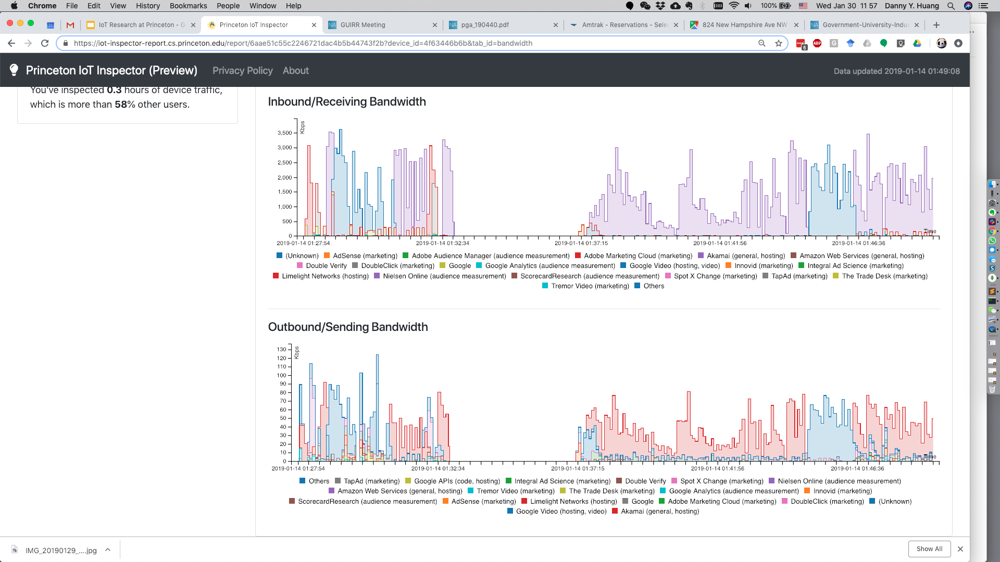 Chrome File Edit View History Bookmarks People Window Help 100% Wed Jan 30 11 57 Danny Y. Huang
31 IoT Research at Princeton - G Princeton IoT Inspector NA GUIRR Meeting NA pga_190440.pdf Amtrak - Reservations - Selec 824 New Hampshire Ave NW NA Government-University-Indus
https://iot-inspector-report.cs.princeton.edu/report/6aae51c55c2246721dac4b5b44743f2b?device_id=4f63446b6b&tab_id=bandwidth 5 ABP G
Princeton IoT Inspector (Preview) Privacy Policy About Data updated 2019-01-14 01:49:08
You've inspected 0.3 hours of device traffic,
which is more than 58% other users.
Inbound/Receiving Bandwidth
Kbps
3,500
3,000
2,500
2,000
1,500
1,000
500
0
Time
2019-01-14 01:27:54 2019-01-14 01:32:34 2019-01-14 01:37:15 2019-01-14 01:41:56 2019-01-14 01:46:36
(Unknown) AdSense (marketing) Adobe Audience Manager (audience measurement) Adobe Marketing Cloud (marketing) Akamai (general, hosting) Amazon Web Services (general, hosting)
Double Verify DoubleClick (marketing) Google Google Analytics (audience measurement) Google Video (hosting, video) Innovid (marketing) Integral Ad Science (marketing)
Limelight Networks (hosting) Nielsen Online (audience measurement) ScorecardResearch (audience measurement) Spot X Change (marketing) TapAd (marketing) The Trade Desk (marketing)
Tremor Video (marketing) Others
Outbound/Sending Bandwidth
Kbps
130
120
110
100
90
80
70
60
50
40
30
20
10
0
Time
2019-01-14 01:27:54 2019-01-14 01:32:34 2019-01-14 01:37:15 2019-01-14 01:41:56 2019-01-14 01:46:36
Others TapAd (marketing) Google APIs (code, hosting) Integral Ad Science (marketing) Double Verify Spot X Change (marketing) Nielsen Online (audience measurement)
Amazon Web Services (general, hosting) Tremor Video (marketing) The Trade Desk (marketing) Google Analytics (audience measurement) Innovid (marketing)
ScorecardResearch (audience measurement) AdSense (marketing) Limelight Networks (hosting) Google Adobe Marketing Cloud (marketing) DoubleClick (marketing) (Unknown)
Google Video (hosting, video) Akamai (general, hosting)
IMG_20190129_....jpg Show All